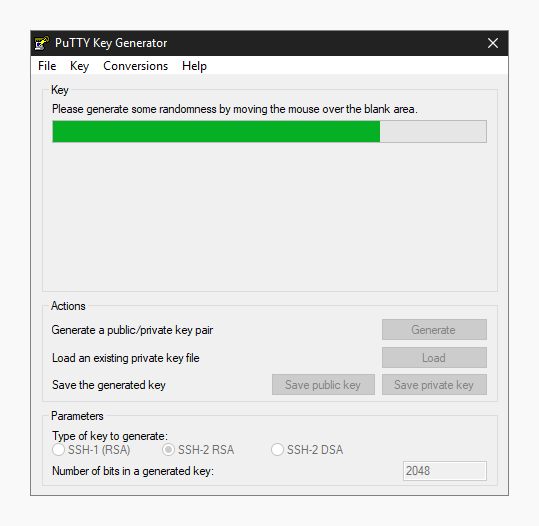 PuTTY Key Generator
File Key Conversions Help
Key
Please generate some randomness by moving the mouse over the blank area.
Actions
Generate a public/private key pair
Generate
Load an existing private key file
Load
Save the generated key
Save public key
Save private key
Parameters
Type of key to generate:
SSH-1 (RSA)
SSH-2 RSA
SSH-2 DSA
Number of bits in a generated key:
2048